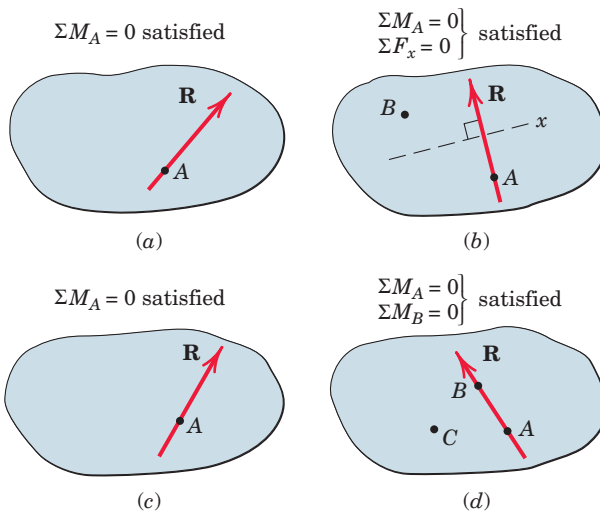 ΣM_A = 0 satisfied
R
A
(a)
ΣM_A = 0
ΣF_x = 0
} satisfied
B
R
x
A
(b)
ΣM_A = 0 satisfied
R
A
(c)
ΣM_A = 0
ΣM_B = 0
} satisfied
R
B
C
A
(d)